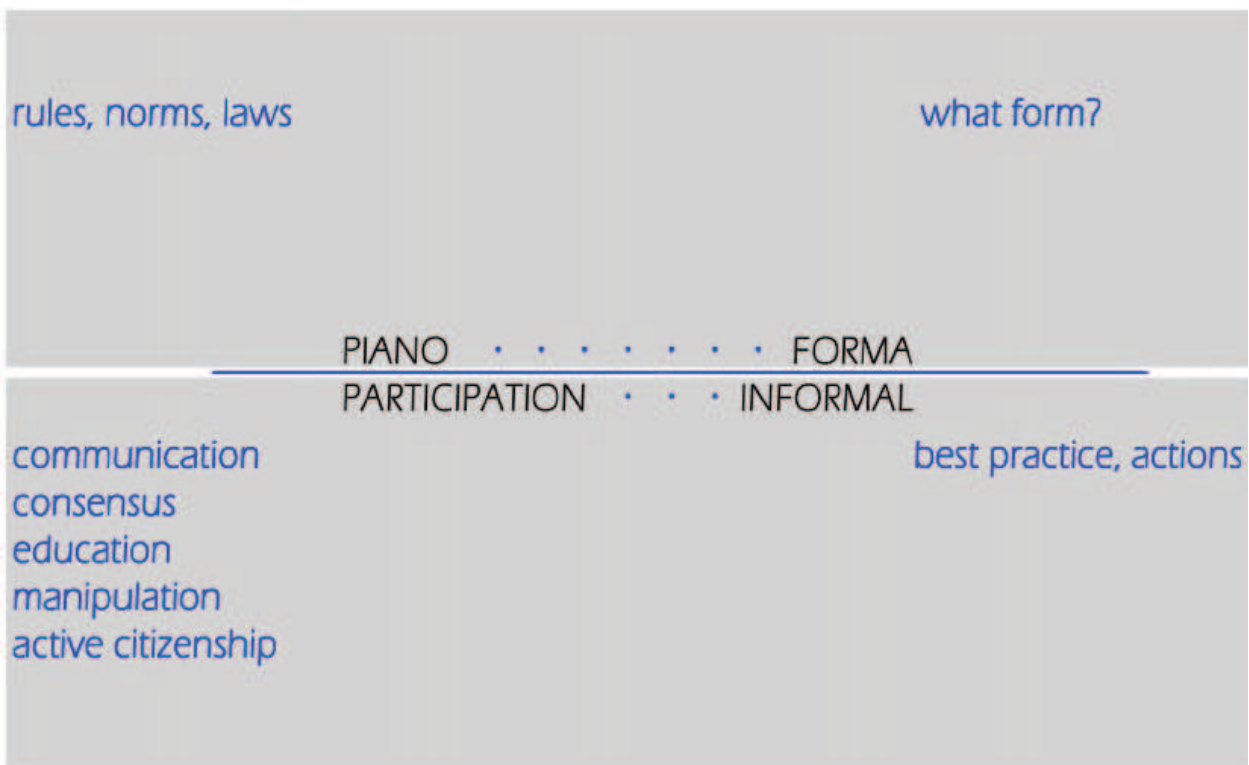 rules, norms, laws
what form?
PIANO · · · · · · · FORMA
PARTICIPATION · · · INFORMAL
communication
best practice, actions
consensus
education
manipulation
active citizenship